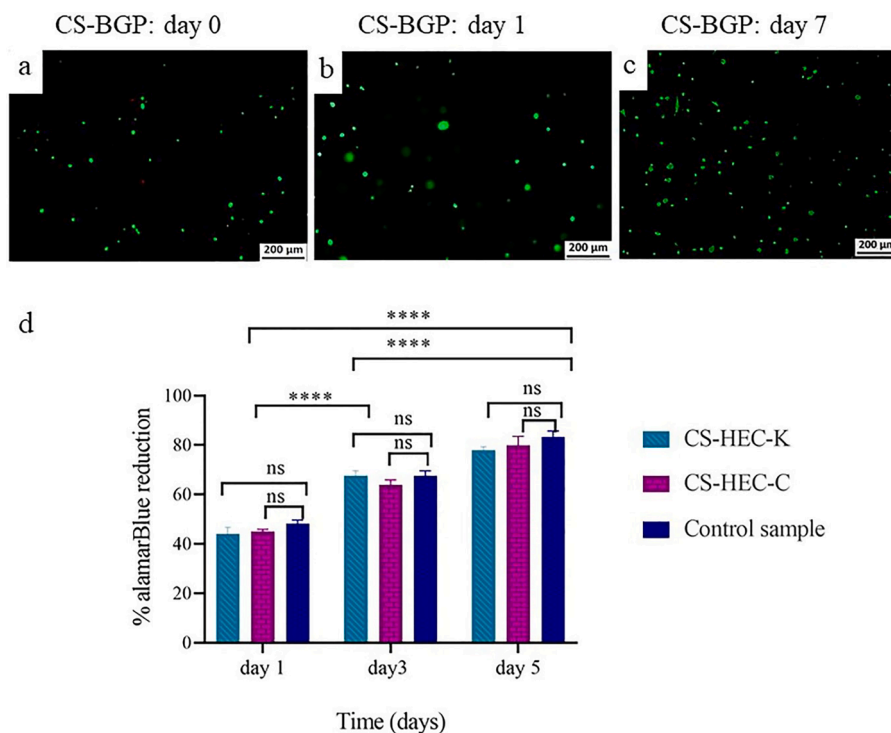 CS-BGP: day 0 CS-BGP: day 1 CS-BGP: day 7
a b c
200 µm 200 µm 200 µm
d
****
****
****
ns
ns
ns
ns
ns
ns
% alamarBlue reduction
100
80
60
40
20
0
day 1 day3 day 5
Time (days)
CS-HEC-K
CS-HEC-C
Control sample